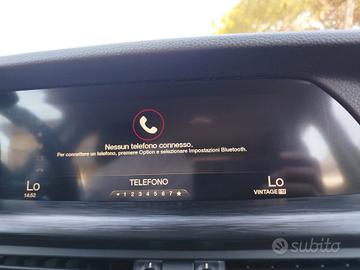 Nessun telefono connesso.
Per connettere un telefono, premere Option e selezionare Impostazioni Bluetooth.
Lo
TELEFONO
Lo
14:52
1 2 3 4 5 6 7 ★
VINTAGE
subito